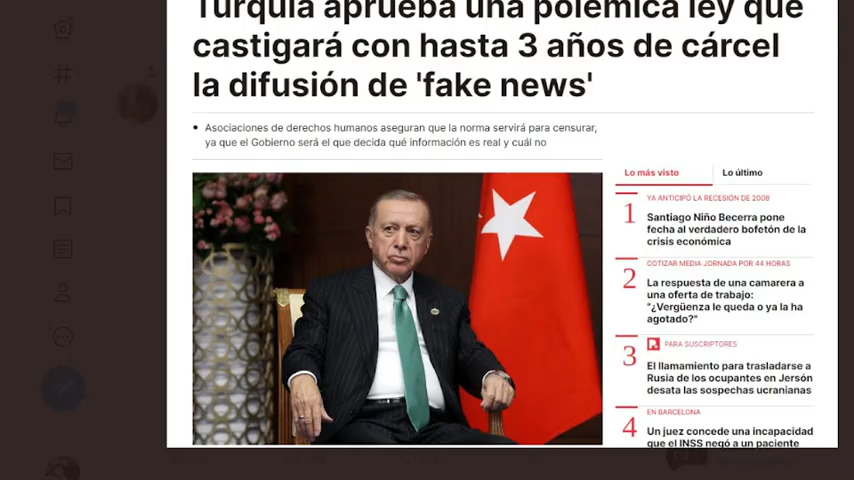 Turquía aprueba una polémica ley que
castigará con hasta 3 años de cárcel
la difusión de 'fake news'
Asociaciones de derechos humanos aseguran que la norma servirá para censurar,
ya que el Gobierno será el que decida qué información es real y cuál no
Lo más visto
Lo último
1
YA ANTICIPÓ LA RECESIÓN DE 2008
Santiago Niño Becerra pone
fecha al verdadero bofetón de la
crisis económica
2
COTIZAR MEDIA JORNADA POR 44 HORAS
La respuesta de una camarera a
una oferta de trabajo:
"¿Vergüenza le queda o ya la ha
agotado?"
3
PARA SUSCRIPTORES
El llamamiento para trasladarse a
Rusia de los ocupantes en Jersón
desata las sospechas ucranianas
4
EN BARCELONA
Un juez concede una incapacidad
que el INSS negó a un paciente